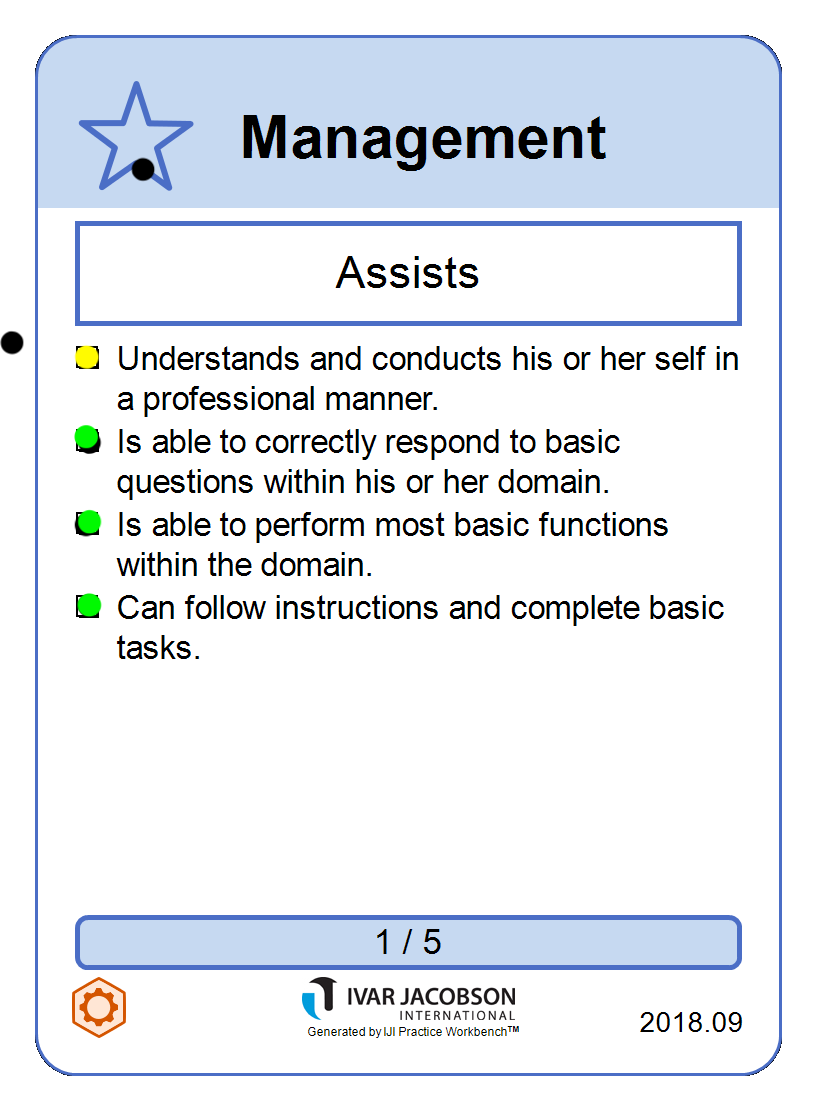 Management
Assists
Understands and conducts his or her self in
a professional manner.
Is able to correctly respond to basic
questions within his or her domain.
Is able to perform most basic functions
within the domain.
Can follow instructions and complete basic
tasks.
1 / 5
IVAR JACOBSON
INTERNATIONAL
Generated by IJI Practice Workbench™
2018.09